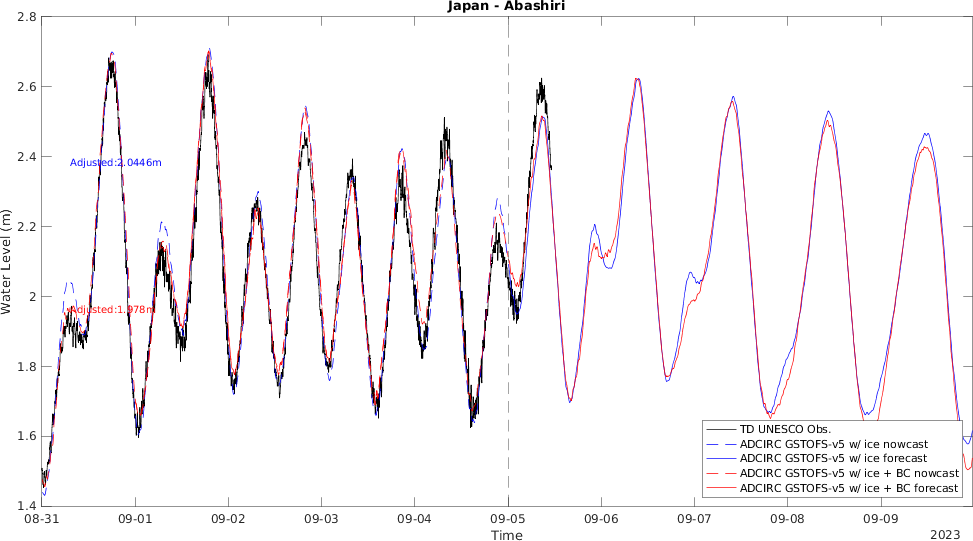 Japan - Abashiri
2.8
2.6
2.4
2.2
2
1.8
1.6
1.4
Water Level (m)
Adjusted:2.0446m
Adjusted:1.978m
TD UNESCO Obs.
ADCIRC GSTOFS-v5 w/ ice nowcast
ADCIRC GSTOFS-v5 w/ ice forecast
ADCIRC GSTOFS-v5 w/ ice + BC nowcast
ADCIRC GSTOFS-v5 w/ ice + BC forecast
08-31 09-01 09-02 09-03 09-04 09-05 09-06 09-07 09-08 09-09
Time
2023